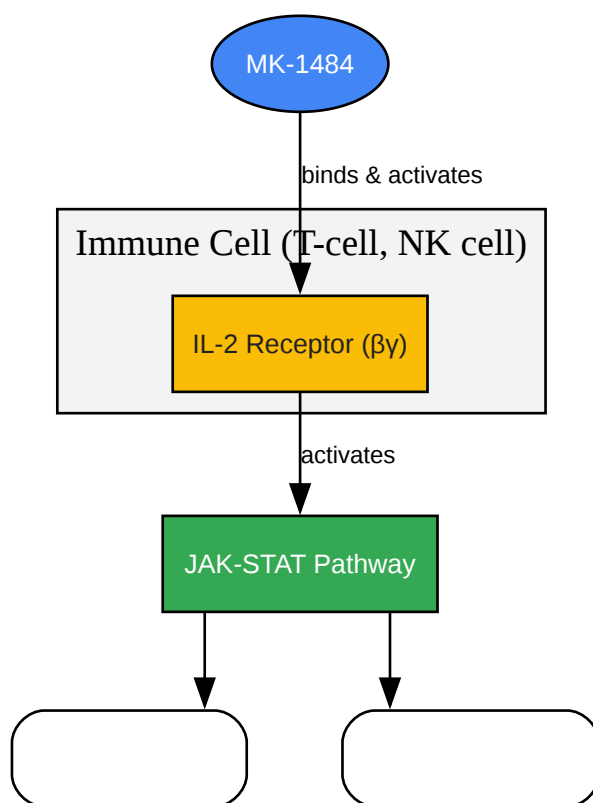 MK-1484
binds & activates
Immune Cell (T-cell, NK cell)
IL-2 Receptor (βγ)
activates
JAK-STAT Pathway